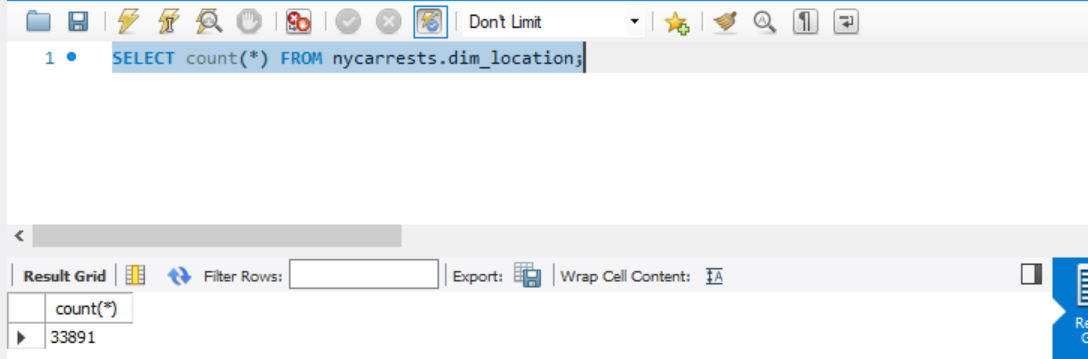 Don't Limit
1 SELECT count(*) FROM nycarrests.dim_location;
Result Grid Filter Rows: Export: Wrap Cell Content:
count(*)
33891